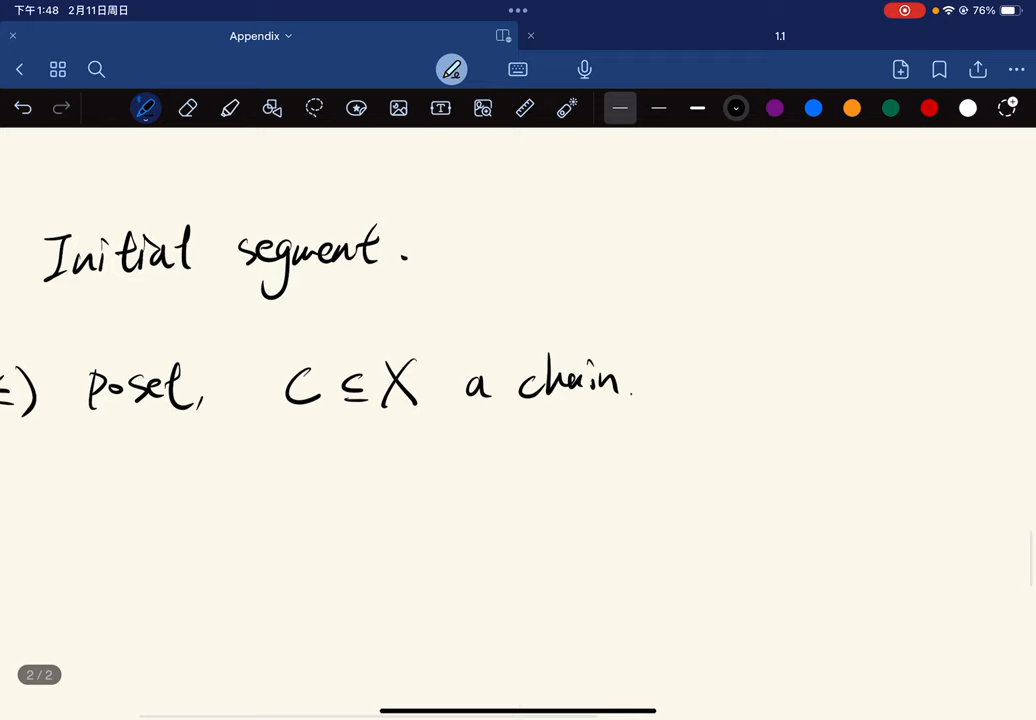 下午1:48 2月11日周日
76%
Appendix
1.1
Initial segment.
≤) poset, C ⊆ X a chain.
2 / 2